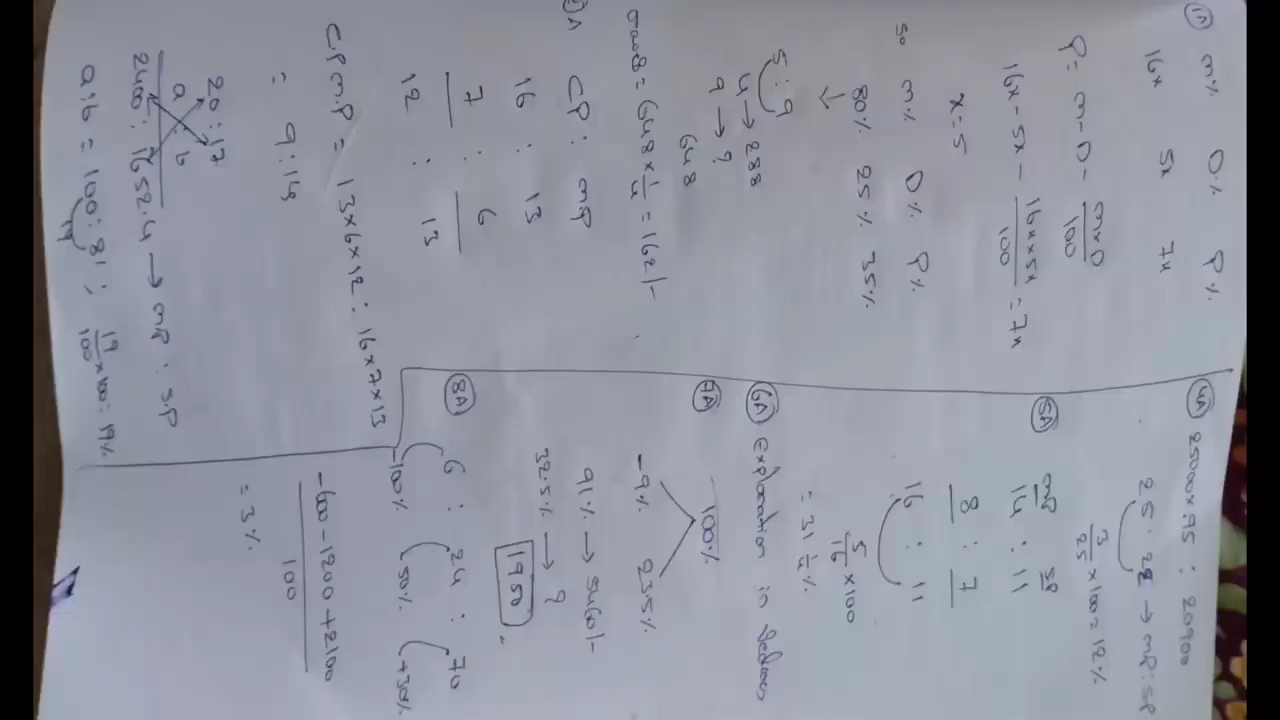 1A m% D% P%
16x 5x 7x
P = m - D - mxD/100
16x - 5x - 16x×5x/100 = 7x
x = 5
so m% D% P%
80% 25% 35%
↓
5 : 9
4 → 288
9 → ?
648
= 648 × 1/4 = 162/-
A CP : MP
16 : 13
7 : 6
12 : 13
CP MP = 13×6×12 : 16×7×13
= 9:14
20 : 17
a : b
2400 : 1652.4 → MP : SP
a:b = 100 : 81 ; 19/100 × 100 : 19%
19
4A 25000×.95 : 20900
25 : 22 → MP : SP
3/25 × 100 = 12%
5A MP SP
14 : 11
8 : 7
16 : 11
5/16 × 100
= 31 1/4 %
6A Explanation in
7A 100%
-9% 23.5%
91% →
32.5% → ?
1950
8A 6 : 24 : 70
-100% (50% (+30%
-600 - 1200 + 2100
100
= 3%